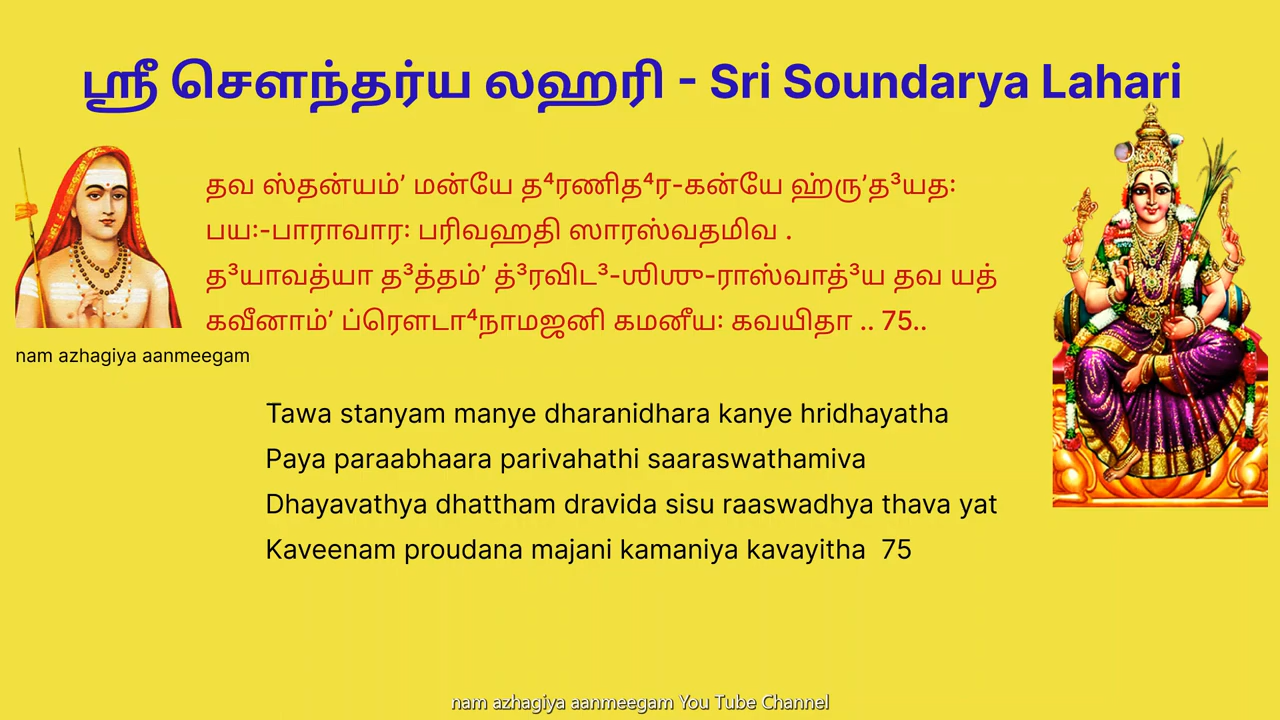 ஸ்ரீ சௌந்தர்ய லஹரி - Sri Soundarya Lahari
தவ ஸ்தன்யம்ʼ மன்யே த⁴ரணித⁴ர-கன்யே ஹ்ருʼத³யத꞉
பய꞉-பாராவார꞉ பரிவஹதி ஸாரஸ்வதமிவ .
த³யாவத்யா த³த்தம்ʼ த்³ரவிட³-ஶிஶு-ராஸ்வாத்³ய தவ யத்
கவீனாம்ʼ ப்ரௌடா⁴நாமஜனி கமனீய꞉ கவயிதா .. 75..
nam azhagiya aanmeegam
Tawa stanyam manye dharanidhara kanye hridhayatha
Paya paraabhaara parivahathi saaraswathamiva
Dhayavathya dhattham dravida sisu raaswadhya thava yat
Kaveenam proudana majani kamaniya kavayitha 75
nam azhagiya aanmeegam You Tube Channel